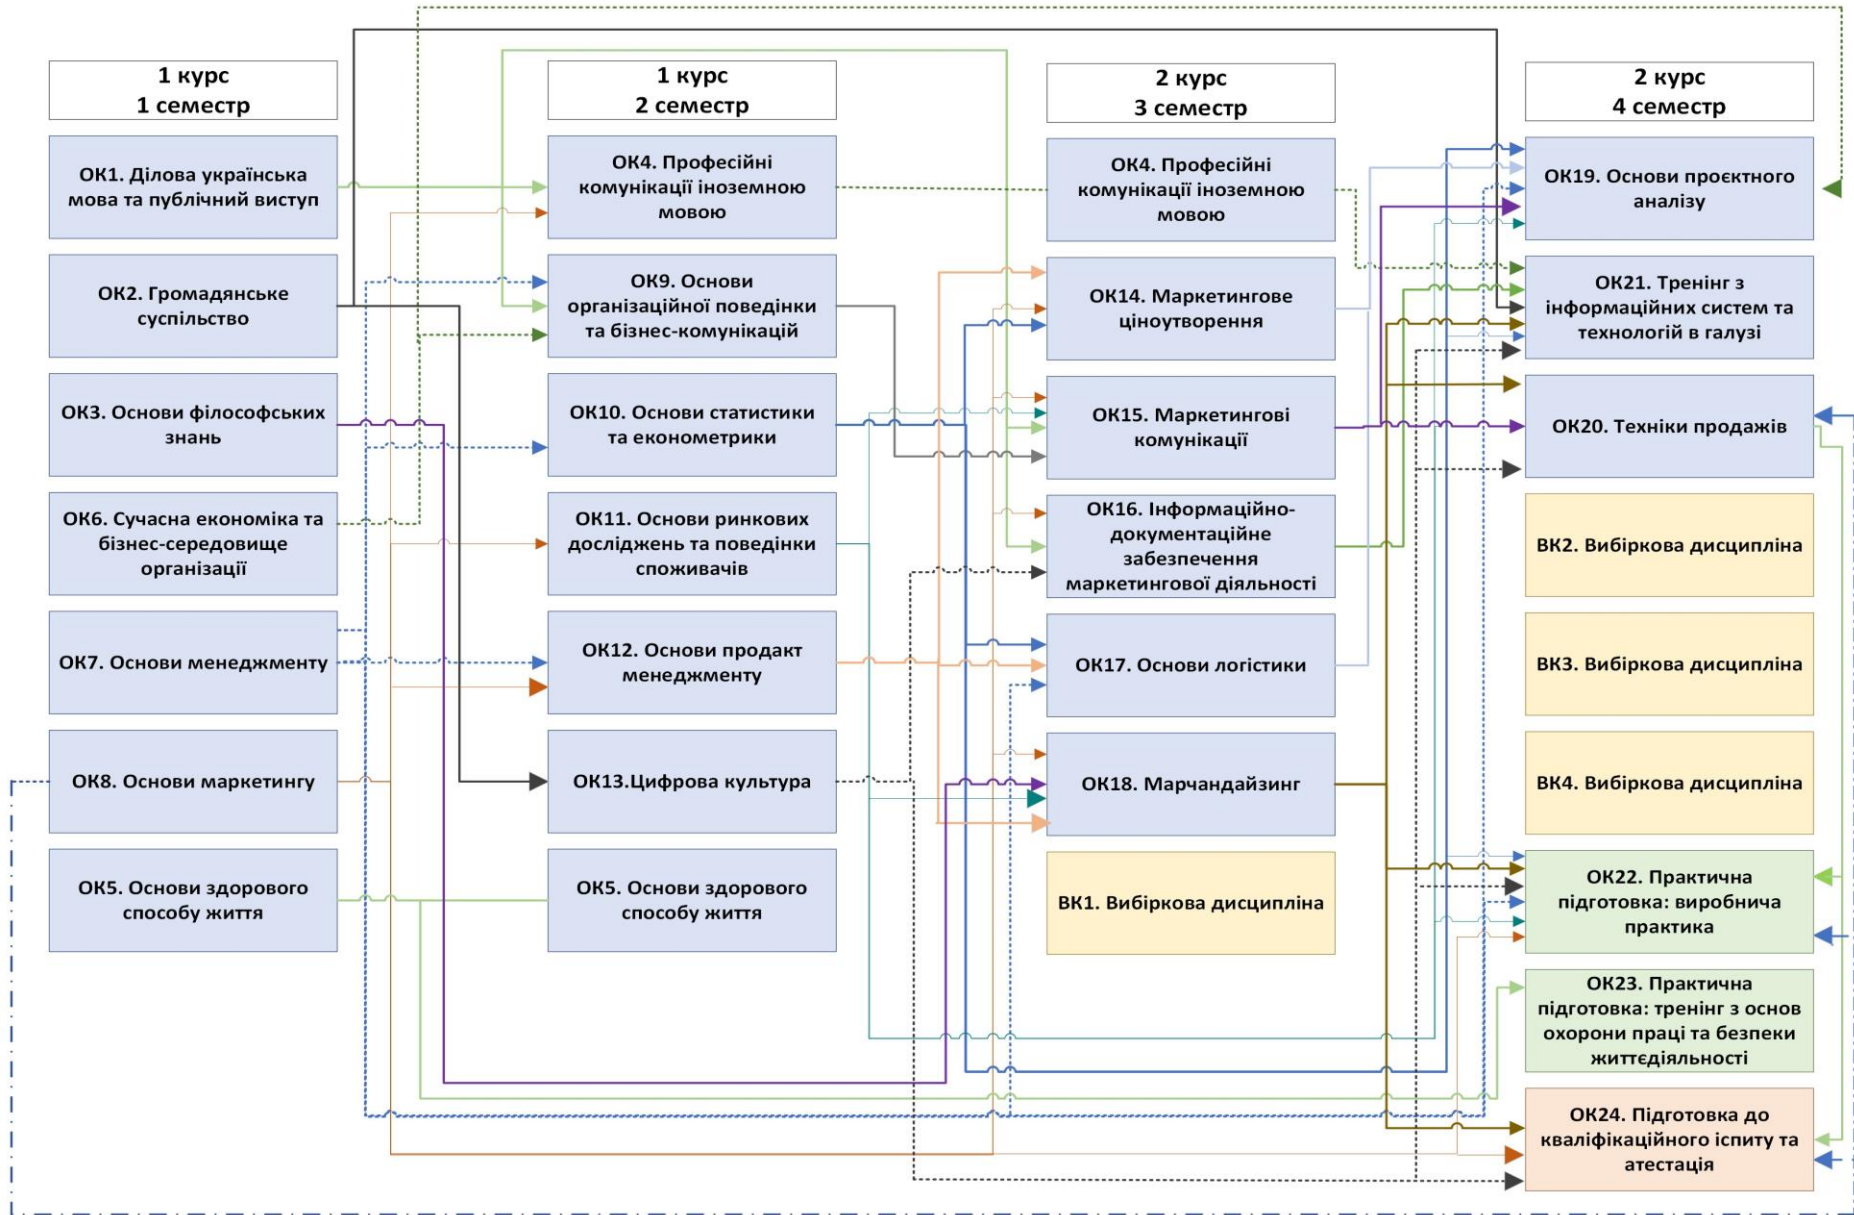 1 курс
1 семестр
ОК1. Ділова українська
мова та публічний виступ
ОК2. Громадянське
суспільство
ОК3. Основи філософських
знань
ОК6. Сучасна економіка та
бізнес-середовище
організації
ОК7. Основи менеджменту
ОК8. Основи маркетингу
ОК5. Основи здорового
способу життя
1 курс
2 семестр
ОК4. Професійні
комунікації іноземною
мовою
ОК9. Основи
організаційної поведінки
та бізнес-комунікацій
ОК10. Основи статистики
та економетрики
ОК11. Основи ринкових
досліджень та поведінки
споживачів
ОК12. Основи продакт
менеджменту
ОК13.Цифрова культура
ОК5. Основи здорового
способу життя
2 курс
3 семестр
ОК4. Професійні
комунікації іноземною
мовою
ОК14. Маркетингове
ціноутворення
ОК15. Маркетингові
комунікації
ОК16. Інформаційно-
документаційне
забезпечення
маркетингової діяльності
ОК17. Основи логістики
ОК18. Марчандайзинг
ВК1. Вибіркова дисципліна
2 курс
4 семестр
ОК19. Основи проєктного
аналізу
ОК21. Тренінг з
інформаційних систем та
технологій в галузі
ОК20. Техніки продажів
ВК2. Вибіркова дисципліна
ВК3. Вибіркова дисципліна
ВК4. Вибіркова дисципліна
ОК22. Практична
підготовка: виробнича
практика
ОК23. Практична
підготовка: тренінг з основ
охорони праці та безпеки
життєдіяльності
ОК24. Підготовка до
кваліфікаційного іспиту та
атестація